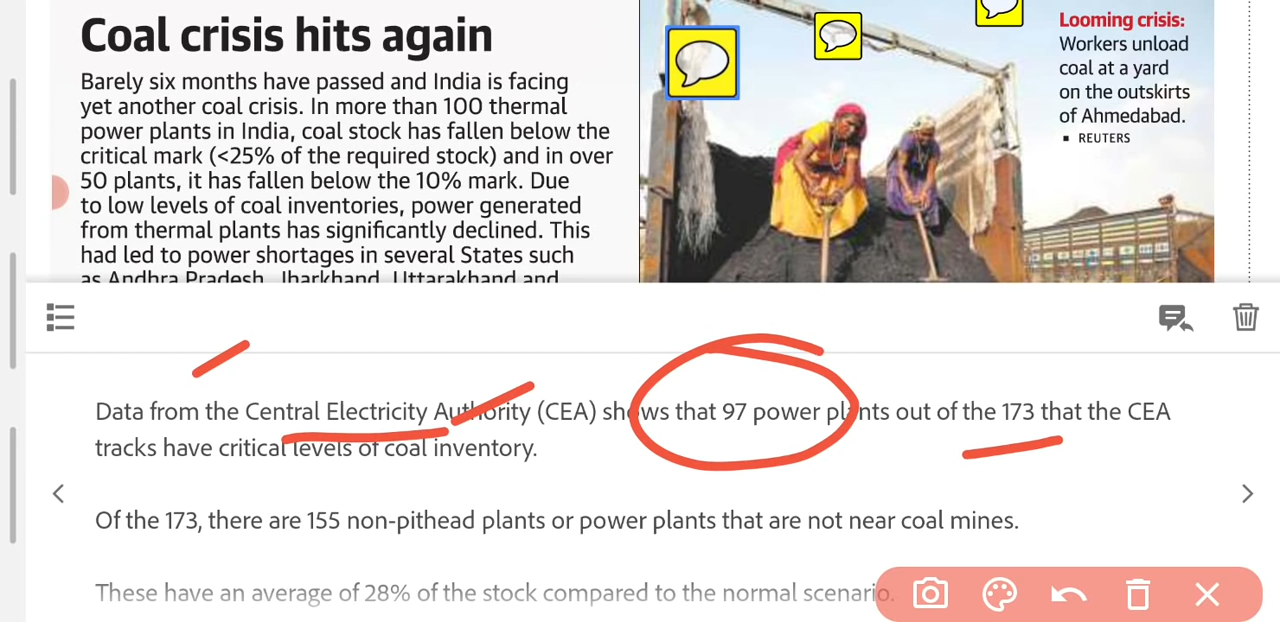 Coal crisis hits again
Barely six months have passed and India is facing
yet another coal crisis. In more than 100 thermal
power plants in India, coal stock has fallen below the
critical mark (<25% of the required stock) and in over
50 plants, it has fallen below the 10% mark. Due
to low levels of coal inventories, power generated
from thermal plants has significantly declined. This
had led to power shortages in several States such
as Andhra Pradesh, Jharkhand, Uttarakhand and
Looming crisis:
Workers unload
coal at a yard
on the outskirts
of Ahmedabad.
▪ REUTERS
Data from the Central Electricity Authority (CEA) shows that 97 power plants out of the 173 that the CEA
tracks have critical levels of coal inventory.
Of the 173, there are 155 non-pithead plants or power plants that are not near coal mines.
These have an average of 28% of the stock compared to the normal scenario.